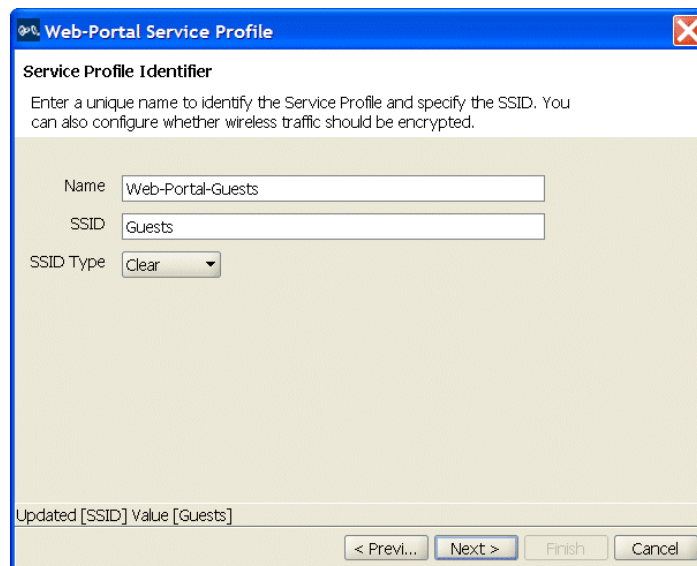 Web-Portal Service Profile
Service Profile Identifier
Enter a unique name to identify the Service Profile and specify the SSID. You
can also configure whether wireless traffic should be encrypted.
Name Web-Portal-Guests
SSID Guests
SSID Type Clear
Updated [SSID] Value [Guests]
< Previ... Next > Finish Cancel